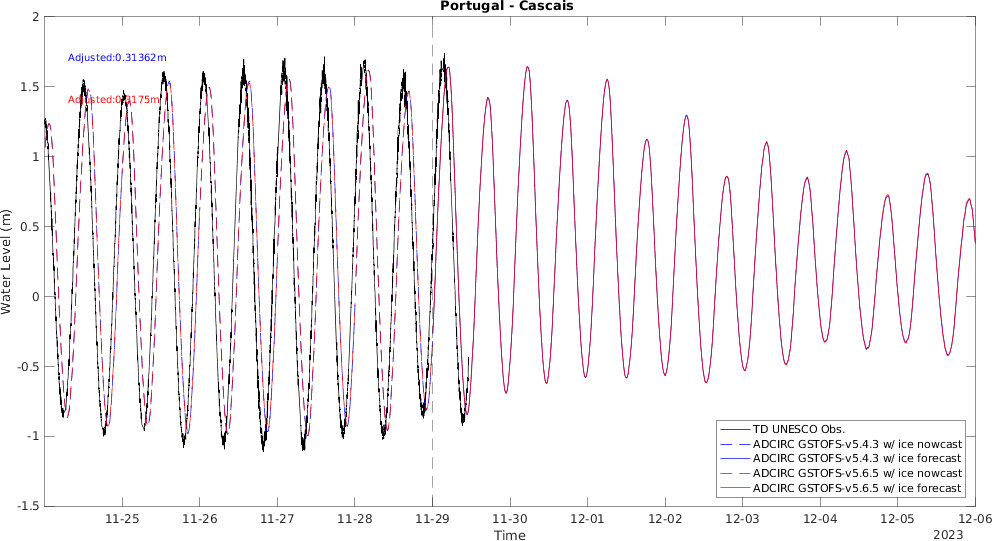 Portugal - Cascais
2
1.5
1
0.5
0
-0.5
-1
-1.5
Water Level (m)
Adjusted:0.31362m
Adjusted:0.3175m
TD UNESCO Obs.
ADCIRC GSTOFS-v5.4.3 w/ ice nowcast
ADCIRC GSTOFS-v5.4.3 w/ ice forecast
ADCIRC GSTOFS-v5.6.5 w/ ice nowcast
ADCIRC GSTOFS-v5.6.5 w/ ice forecast
11-25 11-26 11-27 11-28 11-29 11-30 12-01 12-02 12-03 12-04 12-05 12-06
Time
2023